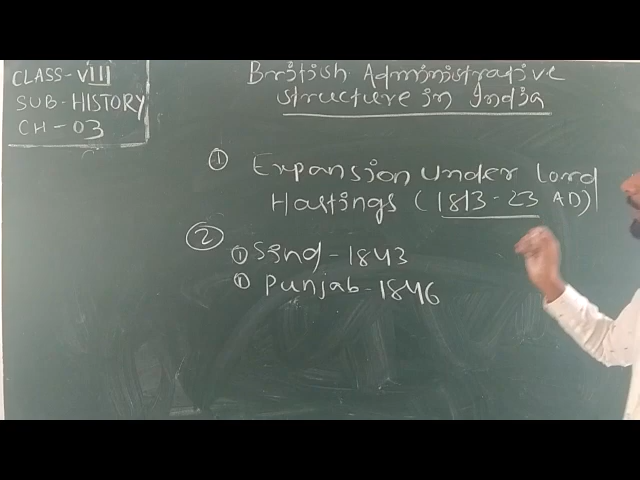 CLASS-VIII
SUB-HISTORY
CH-03
British Administrative
structure in India
① Expansion under Lord
Hastings (1813-23 AD)
②
① Sind-1843
① Punjab-1846